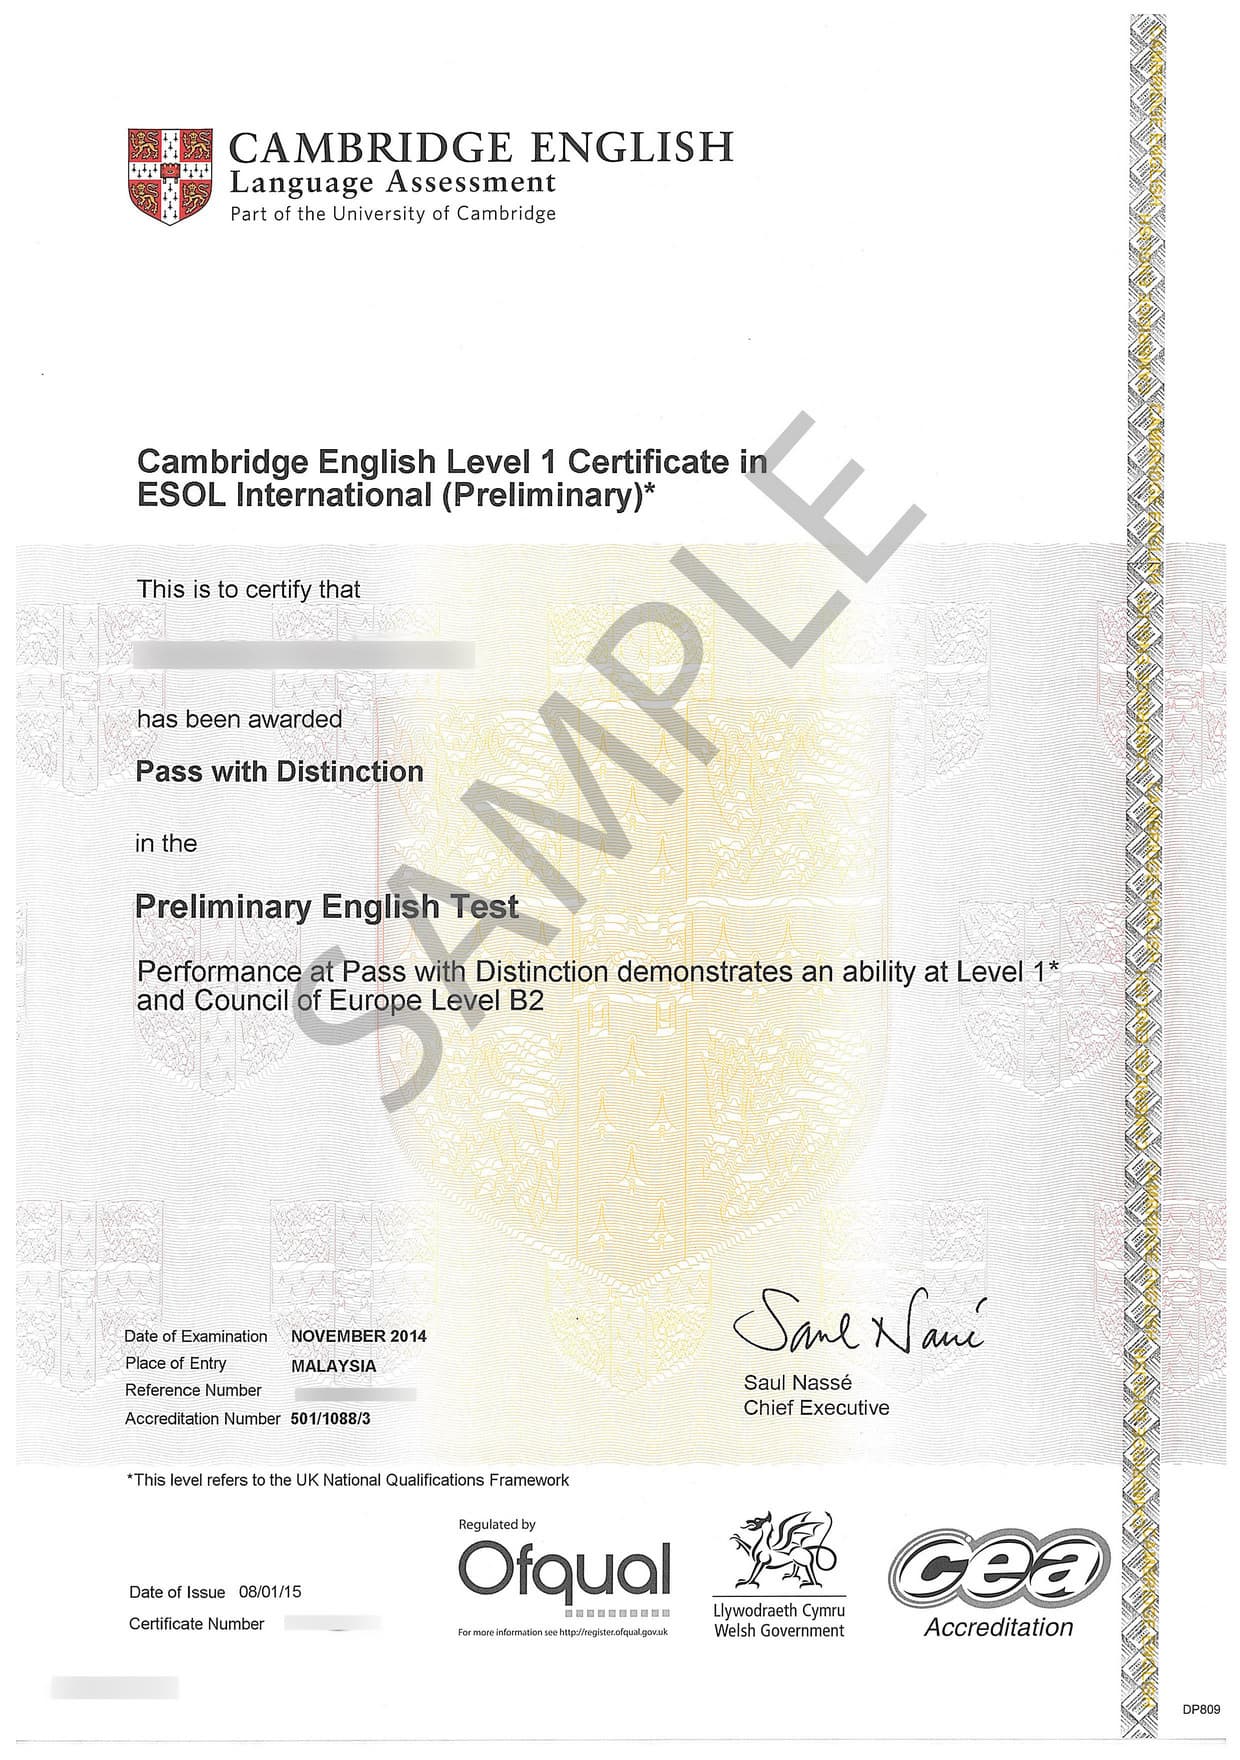 CAMBRIDGE ENGLISH
Language Assessment
Part of the University of Cambridge
Cambridge English Level 1 Certificate in
ESOL International (Preliminary)*
This is to certify that
has been awarded
Pass with Distinction
in the
Preliminary English Test
Performance at Pass with Distinction demonstrates an ability at Level 1*
and Council of Europe Level B2
SAMPLE
Date of Examination NOVEMBER 2014
Place of Entry MALAYSIA
Reference Number
Accreditation Number 501/1088/3
Saul Nassé
Saul Nassé
Chief Executive
*This level refers to the UK National Qualifications Framework
Date of Issue 08/01/15
Certificate Number
Regulated by
Ofqual
For more information see http://register.ofqual.gov.uk
Llywodraeth Cymru
Welsh Government
cea
Accreditation
DP809